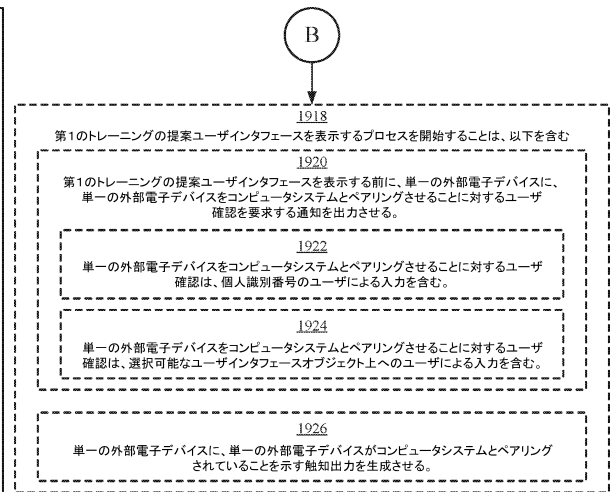 B
1918
第1のトレーニングの提案ユーザインタフェースを表示するプロセスを開始することは、以下を含む
1920
第1のトレーニングの提案ユーザインタフェースを表示する前に、単一の外部電子デバイスに、
単一の外部電子デバイスをコンピュータシステムとペアリングさせることに対するユーザ
確認を要求する通知を出力させる。
1922
単一の外部電子デバイスをコンピュータシステムとペアリングさせることに対するユーザ
確認は、個人識別番号のユーザによる入力を含む。
1924
単一の外部電子デバイスをコンピュータシステムとペアリングさせることに対するユーザ
確認は、選択可能なユーザインタフェースオブジェクト上へのユーザによる入力を含む。
1926
単一の外部電子デバイスに、単一の外部電子デバイスがコンピュータシステムとペアリング
されていることを示す触知出力を生成させる。